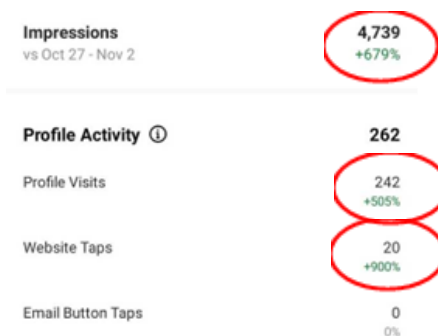 Impressions
4,739
vs Oct 27 - Nov 2
+679%
Profile Activity ⓘ
262
Profile Visits
242
+505%
Website Taps
20
+900%
Email Button Taps
0
0%